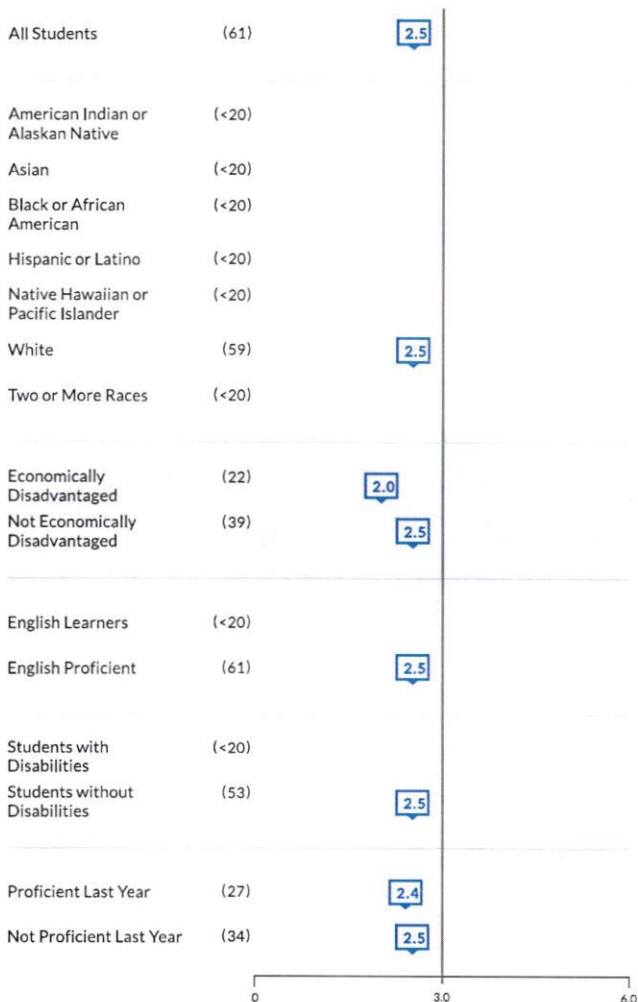 All Students (61) 2.5
American Indian or
Alaskan Native (<20)
Asian (<20)
Black or African
American (<20)
Hispanic or Latino (<20)
Native Hawaiian or
Pacific Islander (<20)
White (59) 2.5
Two or More Races (<20)
Economically
Disadvantaged (22) 2.0
Not Economically
Disadvantaged (39) 2.5
English Learners (<20)
English Proficient (61) 2.5
Students with
Disabilities (<20)
Students without
Disabilities (53) 2.5
Proficient Last Year (27) 2.4
Not Proficient Last Year (34) 2.5
0 3.0 6.0